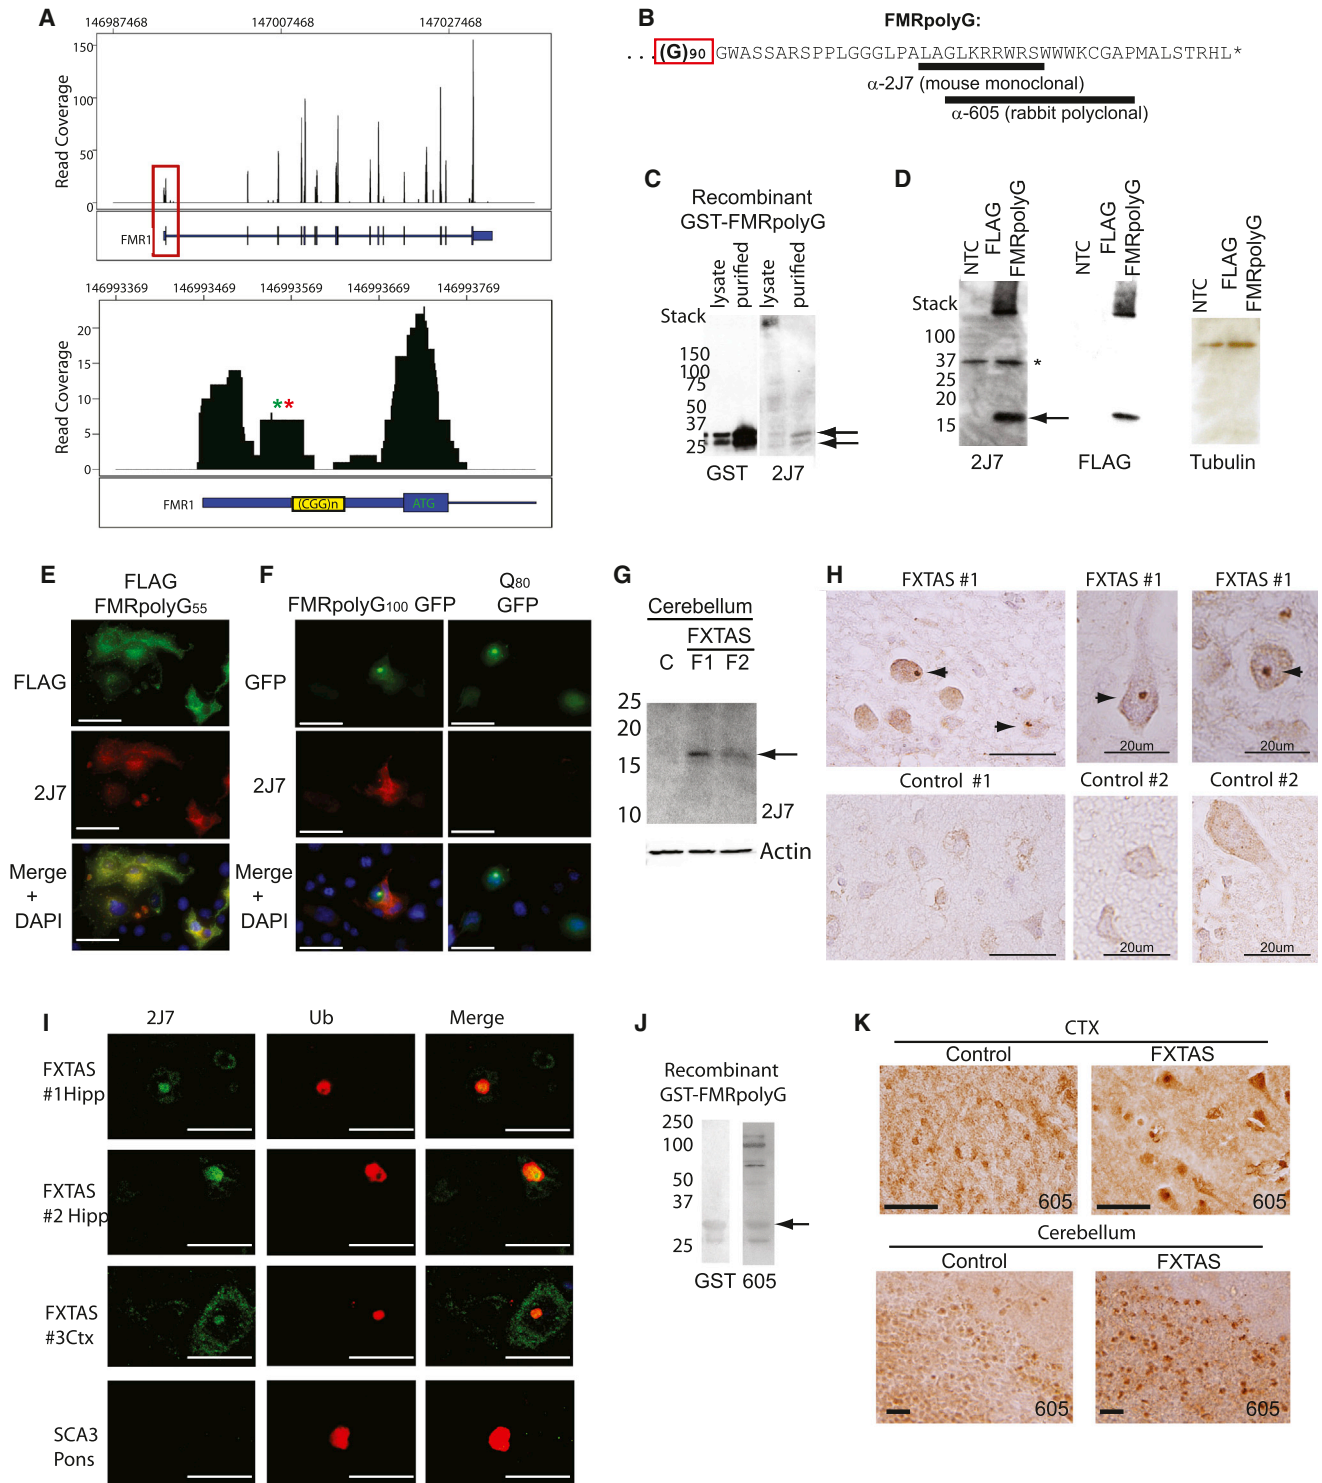 A
146987468 147007468 147027468
Read Coverage
150
100
50
0
FMR1
146993369 146993469 146993569 146993669 146993769
Read Coverage
20
15
10
5
0
**
FMR1
(CGG)n
ATG
B
FMRpolyG:
...(G)90 GWASSARSPPLGGGLPALAGLKRRWRSWWWKCGAPMALSTRHL*
α-2J7 (mouse monoclonal)
α-605 (rabbit polyclonal)
C
Recombinant
GST-FMRpolyG
lysate
purified
lysate
purified
Stack
150
100
75
50
37
25
GST 2J7
D
NTC
FLAG
FMRpolyG
NTC
FLAG
FMRpolyG
NTC
FLAG
FMRpolyG
Stack
100
37
25
20
15
*
2J7 FLAG Tubulin
E
FLAG
FMRpolyG55
FLAG
2J7
Merge
+
DAPI
F
FMRpolyG100 GFP
Q80
GFP
GFP
2J7
Merge
+
DAPI
G
Cerebellum
FXTAS
C F1 F2
25
20
15
10
2J7
Actin
H
FXTAS #1 FXTAS #1 FXTAS #1
20um 20um
Control #1 Control #2 Control #2
20um 20um
I
2J7 Ub Merge
FXTAS
#1Hipp
FXTAS
#2 Hipp
FXTAS
#3Ctx
SCA3
Pons
J
Recombinant
GST-FMRpolyG
250
100
50
37
25
GST 605
K
CTX
Control FXTAS
605 605
Cerebellum
Control FXTAS
605 605